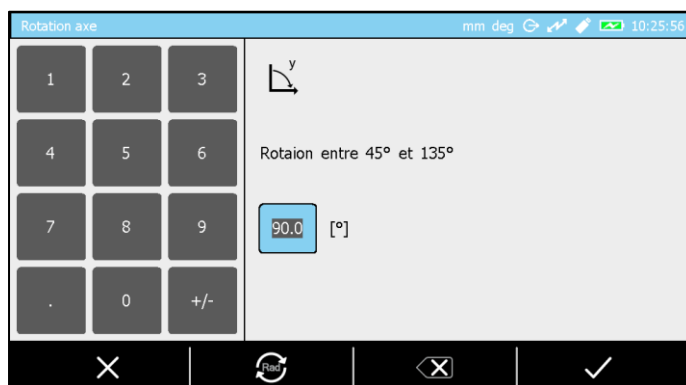 Rotation axe
mm deg 10:25:56
1 2 3
y
4 5 6
Rotaion entre 45° et 135°
7 8 9
90.0 [°]
. 0 +/-
Rad